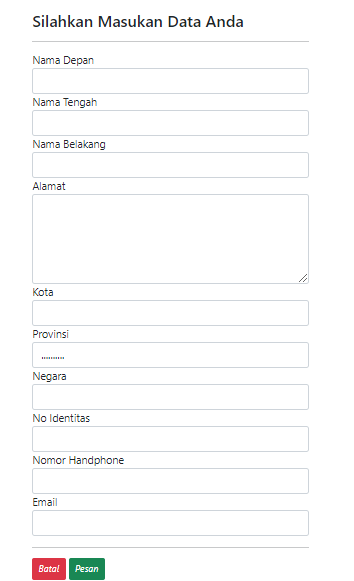 Silahkan Masukan Data Anda
Nama Depan
Nama Tengah
Nama Belakang
Alamat
Kota
Provinsi
..........
Negara
No Identitas
Nomor Handphone
Email
Batal Pesan